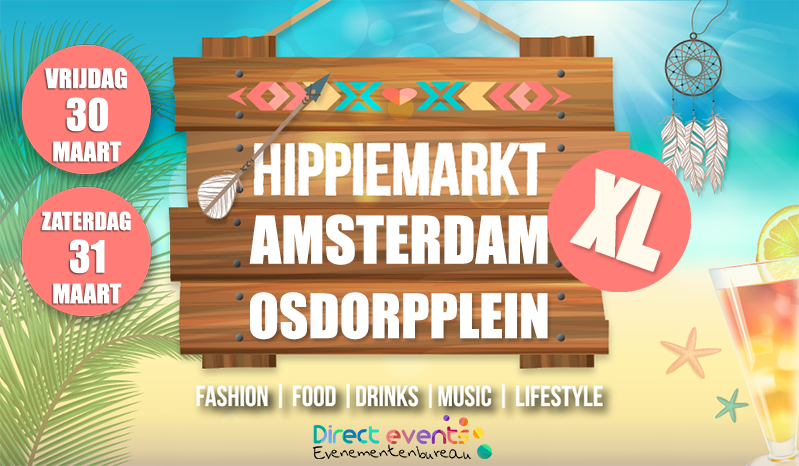 VRIJDAG
30
MAART
ZATERDAG
31
MAART
HIPPIEMARKT
AMSTERDAM
XL
OSDORPPLEIN
FASHION | FOOD | DRINKS | MUSIC | LIFESTYLE
Direct events
Evenementenbureau